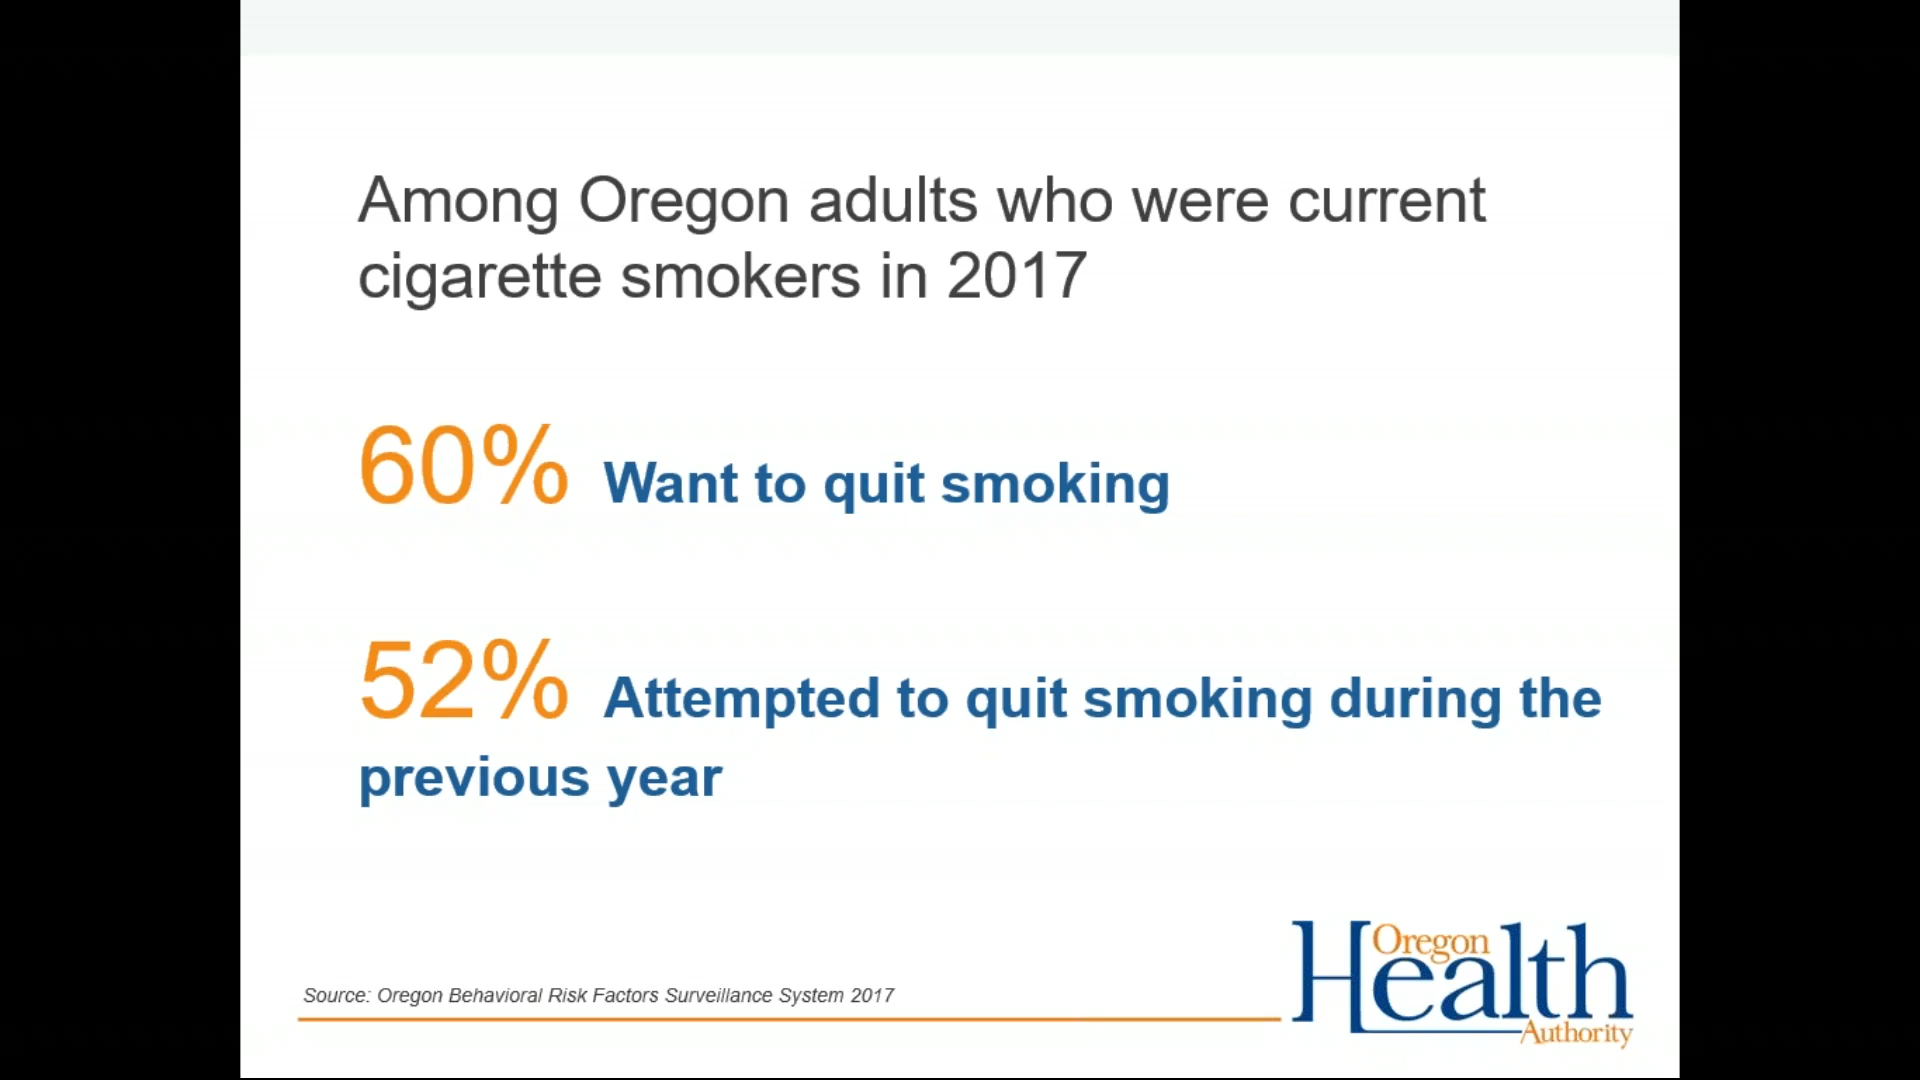 Among Oregon adults who were current
cigarette smokers in 2017
60% Want to quit smoking
52% Attempted to quit smoking during the
previous year
Source: Oregon Behavioral Risk Factors Surveillance System 2017
Oregon
Health
Authority